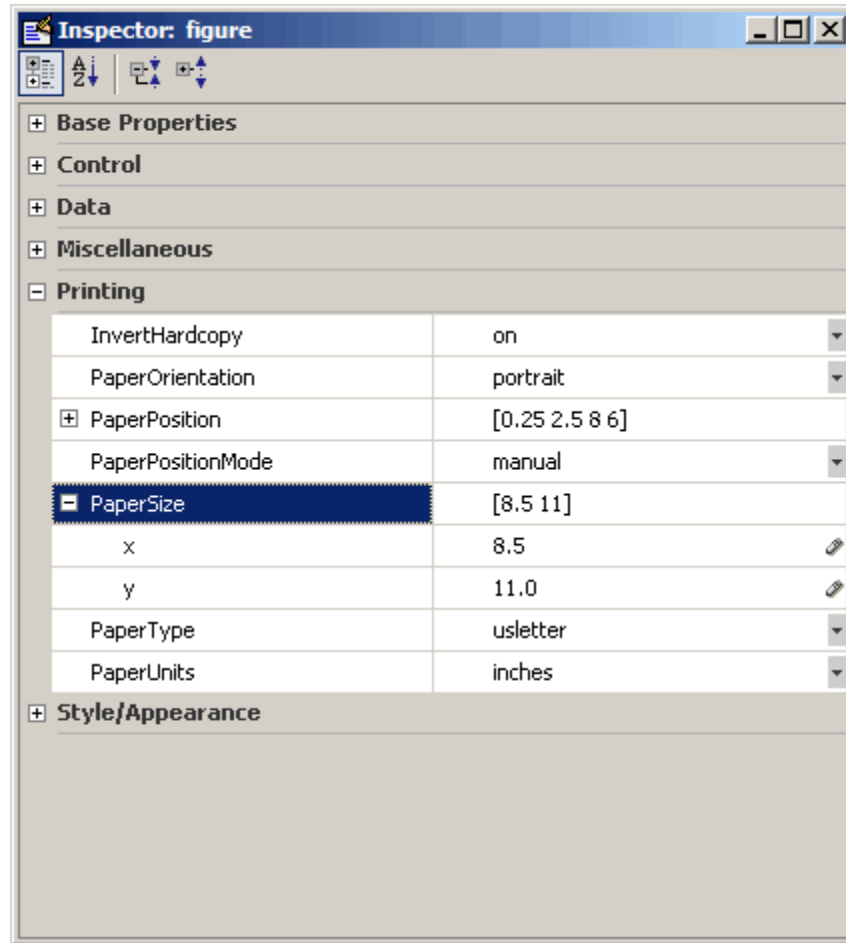 Inspector: figure
Base Properties
Control
Data
Miscellaneous
Printing
InvertHardcopy on
PaperOrientation portrait
PaperPosition [0.25 2.5 8 6]
PaperPositionMode manual
PaperSize [8.5 11]
x 8.5
y 11.0
PaperType usletter
PaperUnits inches
Style/Appearance